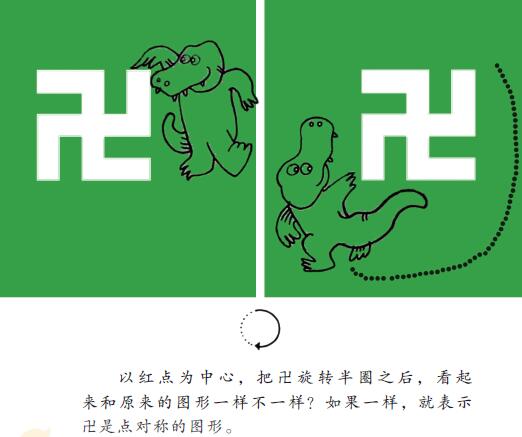 以红点为中心，把卍旋转半圈之后，看起
来和原来的图形一样不一样？如果一样，就表示
卍是点对称的图形。